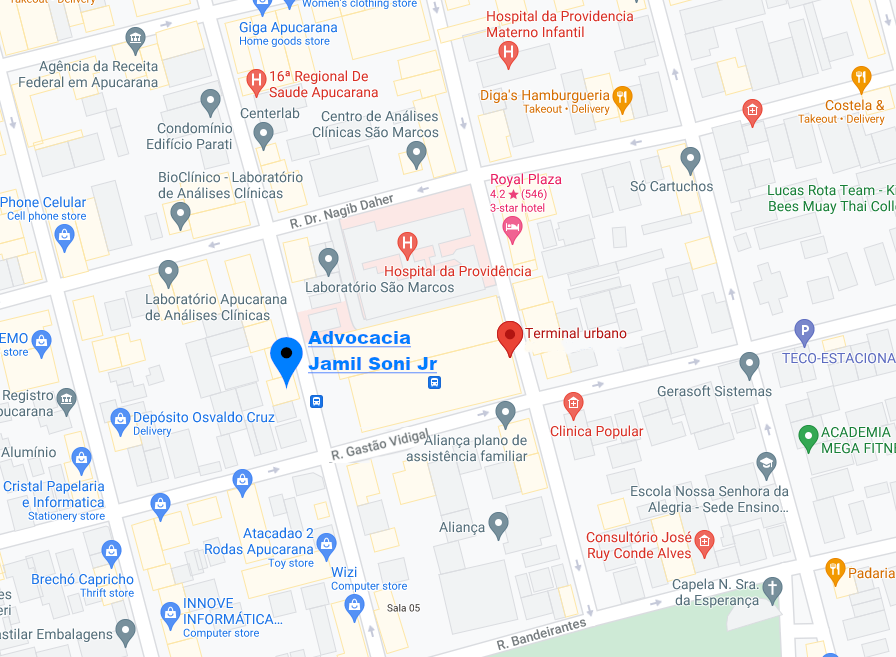 Takeout • Delivery
Women's clothing store
Giga Apucarana
Home goods store
Hospital da Providencia
Materno Infantil
Agência da Receita
Federal em Apucarana
16ª Regional De
Saude Apucarana
Diga's Hamburgueria
Takeout • Delivery
Costela &
Takeout • Delivery
Centerlab
Centro de Análises
Clínicas São Marcos
Condomínio
Edifício Parati
BioClínico - Laboratório
de Análises Clínicas
Royal Plaza
4.2 ★ (546)
3-star hotel
Só Cartuchos
Lucas Rota Team - K
Bees Muay Thai Coll
Phone Celular
Cell phone store
R. Dr. Nagib Daher
Hospital da Providência
Laboratório São Marcos
Laboratório Apucarana
de Análises Clínicas
Advocacia
Jamil Soni Jr
Terminal urbano
EMO
store
P
TECO-ESTACIONA
Gerasoft Sistemas
Registro
pucarana
Depósito Osvaldo Cruz
Delivery
Clinica Popular
R. Gastão Vidigal
Aliança plano de
assistência familiar
ACADEMIA
MEGA FITN
Alumínio
Cristal Papelaria
e Informatica
Stationery store
Escola Nossa Senhora da
Alegria - Sede Ensino...
Aliança
Atacadao 2
Rodas Apucarana
Toy store
Consultório José
Ruy Conde Alves
Brechó Capricho
Thrift store
Wizi
Computer store
Capela N. Sra.
da Esperança
Padaria
es
eri
INNOVE
INFORMÁTICA...
Computer store
Sala 05
astilar Embalagens
R. Bandeirantes